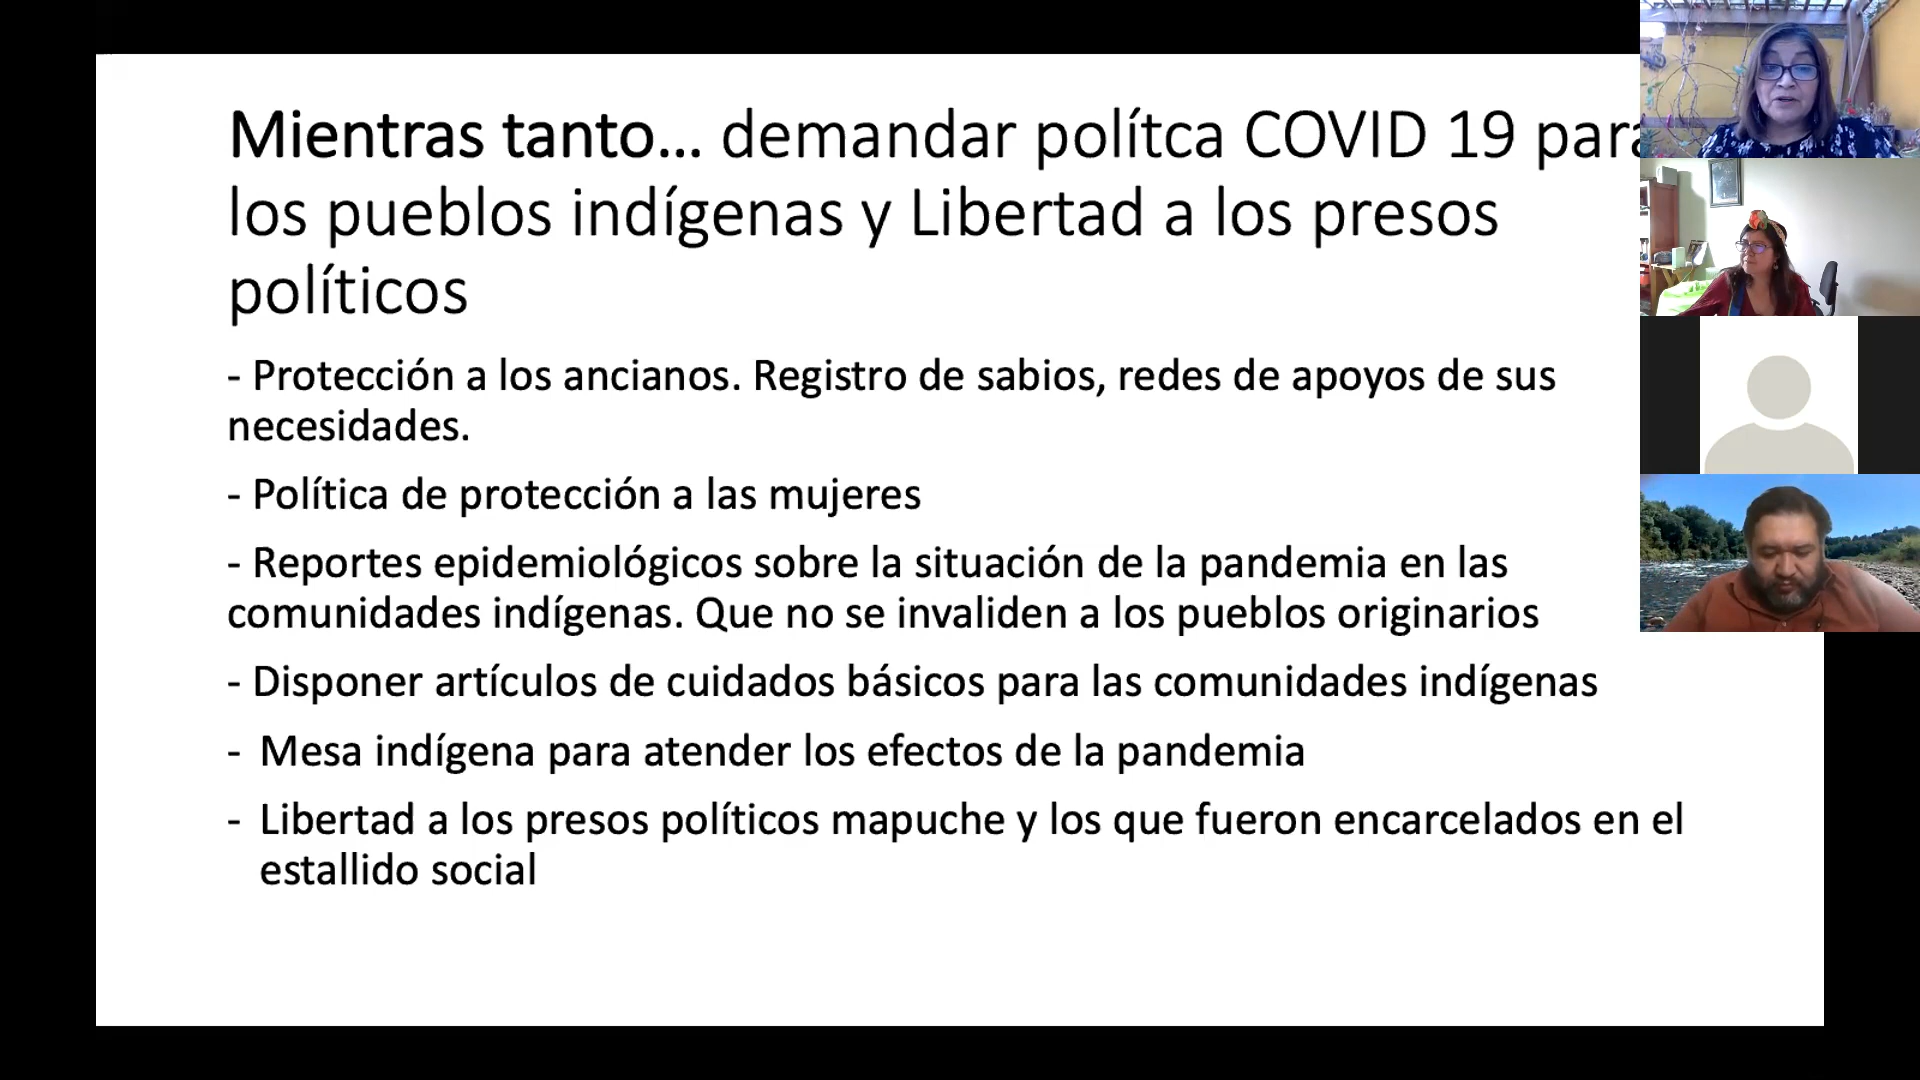 Mientras tanto... demandar polítca COVID 19 para
los pueblos indígenas y Libertad a los presos
políticos
- Protección a los ancianos. Registro de sabios, redes de apoyos de sus
necesidades.
- Política de protección a las mujeres
- Reportes epidemiológicos sobre la situación de la pandemia en las
comunidades indígenas. Que no se invaliden a los pueblos originarios
- Disponer artículos de cuidados básicos para las comunidades indígenas
- Mesa indígena para atender los efectos de la pandemia
- Libertad a los presos políticos mapuche y los que fueron encarcelados en el
estallido social